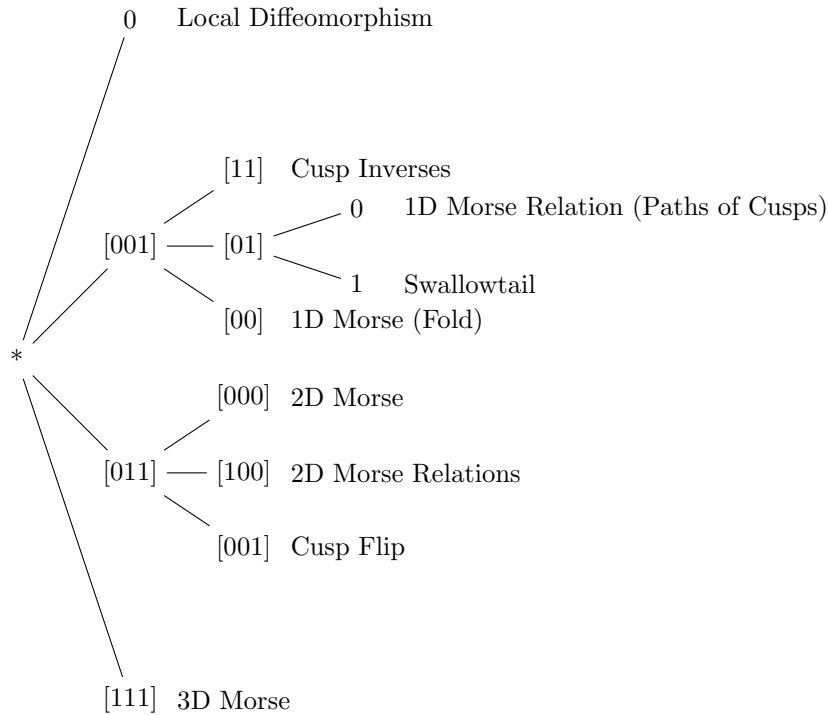 0 Local Diffeomorphism
[11] Cusp Inverses
0 1D Morse Relation (Paths of Cusps)
[001] [01]
1 Swallowtail
[00] 1D Morse (Fold)
*
[000] 2D Morse
[011] [100] 2D Morse Relations
[001] Cusp Flip
[111] 3D Morse